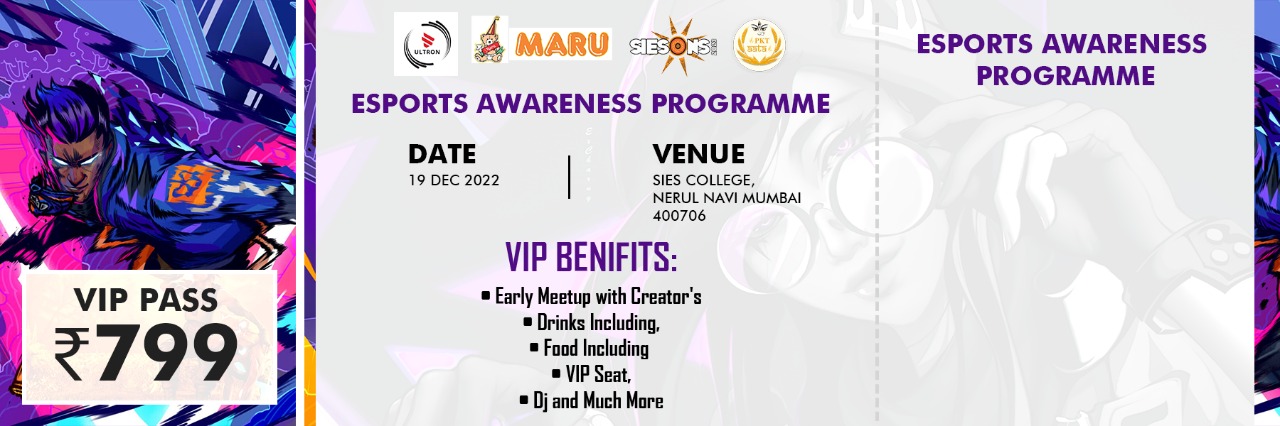 ULTRON
MARU
SIESONS
PKT
ESPORTS AWARENESS PROGRAMME
DATE
19 DEC 2022
VENUE
SIES COLLEGE,
NERUL NAVI MUMBAI
400706
VIP BENIFITS:
▪ Early Meetup with Creator's
▪ Drinks Including,
▪ Food Including
▪ VIP Seat,
▪ Dj and Much More
VIP PASS
₹799
ESPORTS AWARENESS
PROGRAMME